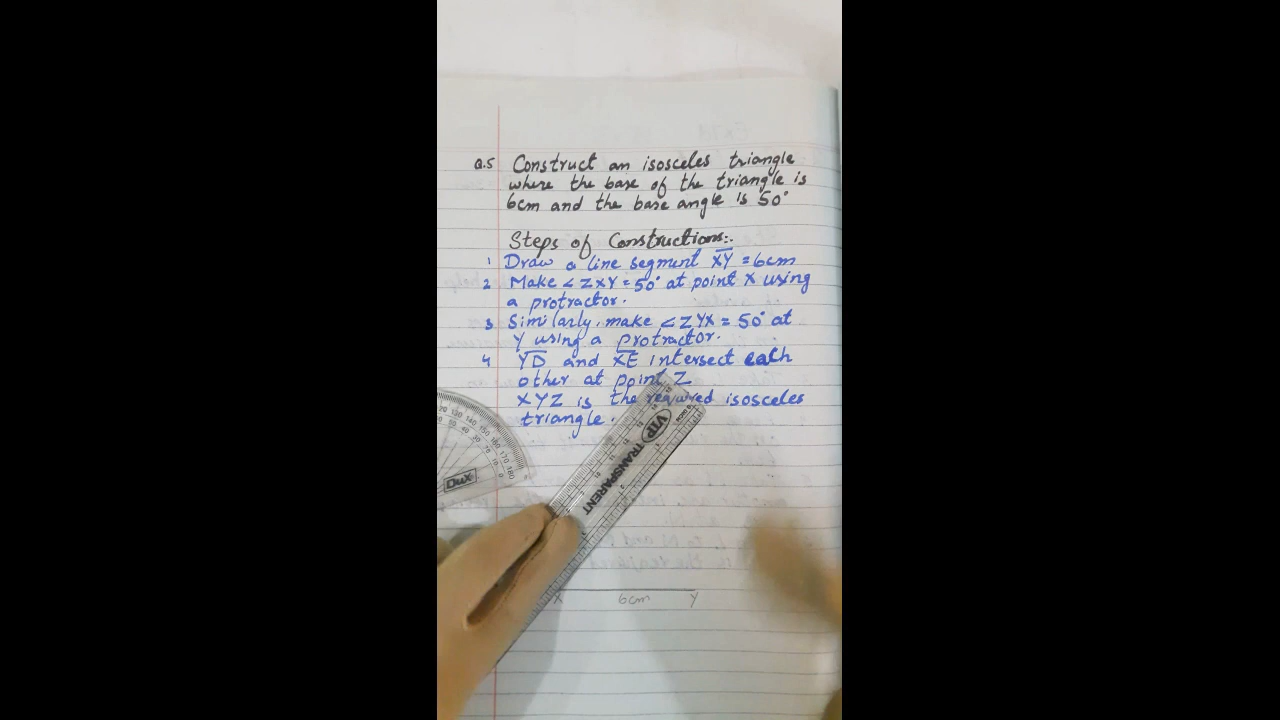 Q.5 Construct an isosceles triangle
where the base of the triangle is
6cm and the base angle is 50°
Steps of Constructions:.
1 Draw a line segment XY = 6cm
2 Make ∠ZXY = 50° at point X using
a protractor.
3 Similarly, make ∠ZYX = 50° at
Y using a protractor.
4 YD and XE intersect each
other at point Z
XYZ is the required isosceles
triangle.
VIP TRANSPARENT
X 6cm Y